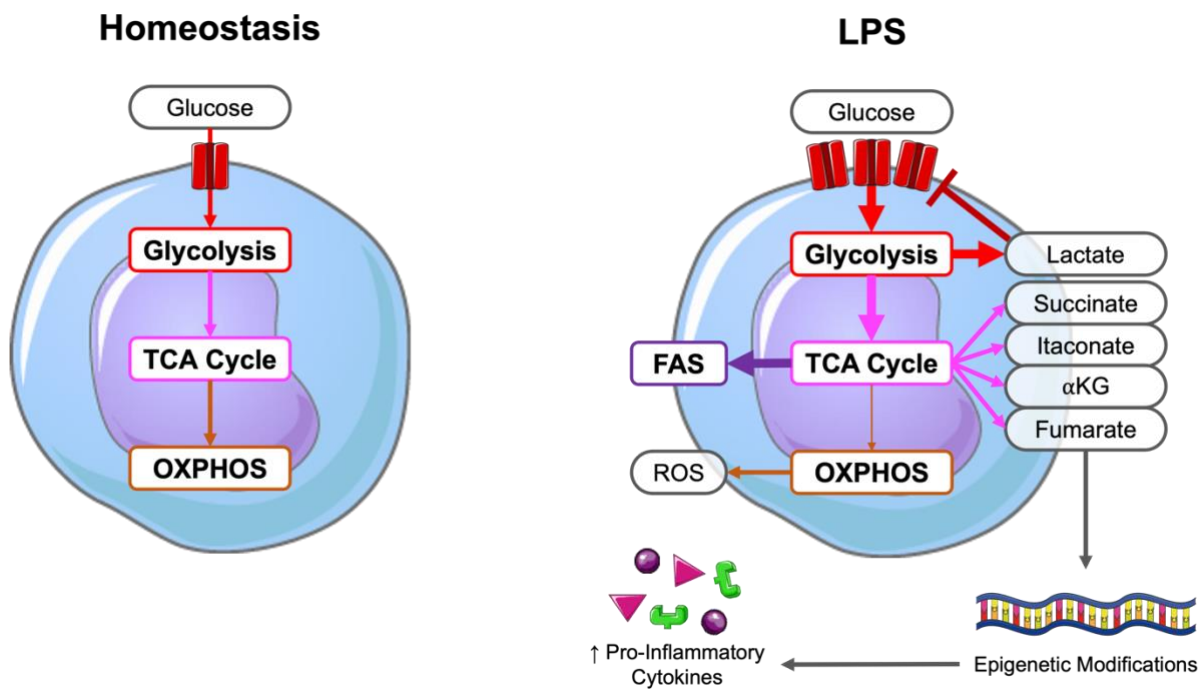 Homeostasis
Glucose
Glycolysis
TCA Cycle
OXPHOS
LPS
Glucose
Glycolysis
Lactate
Succinate
Itaconate
αKG
Fumarate
FAS
TCA Cycle
ROS
OXPHOS
↑ Pro-Inflammatory
Cytokines
Epigenetic Modifications